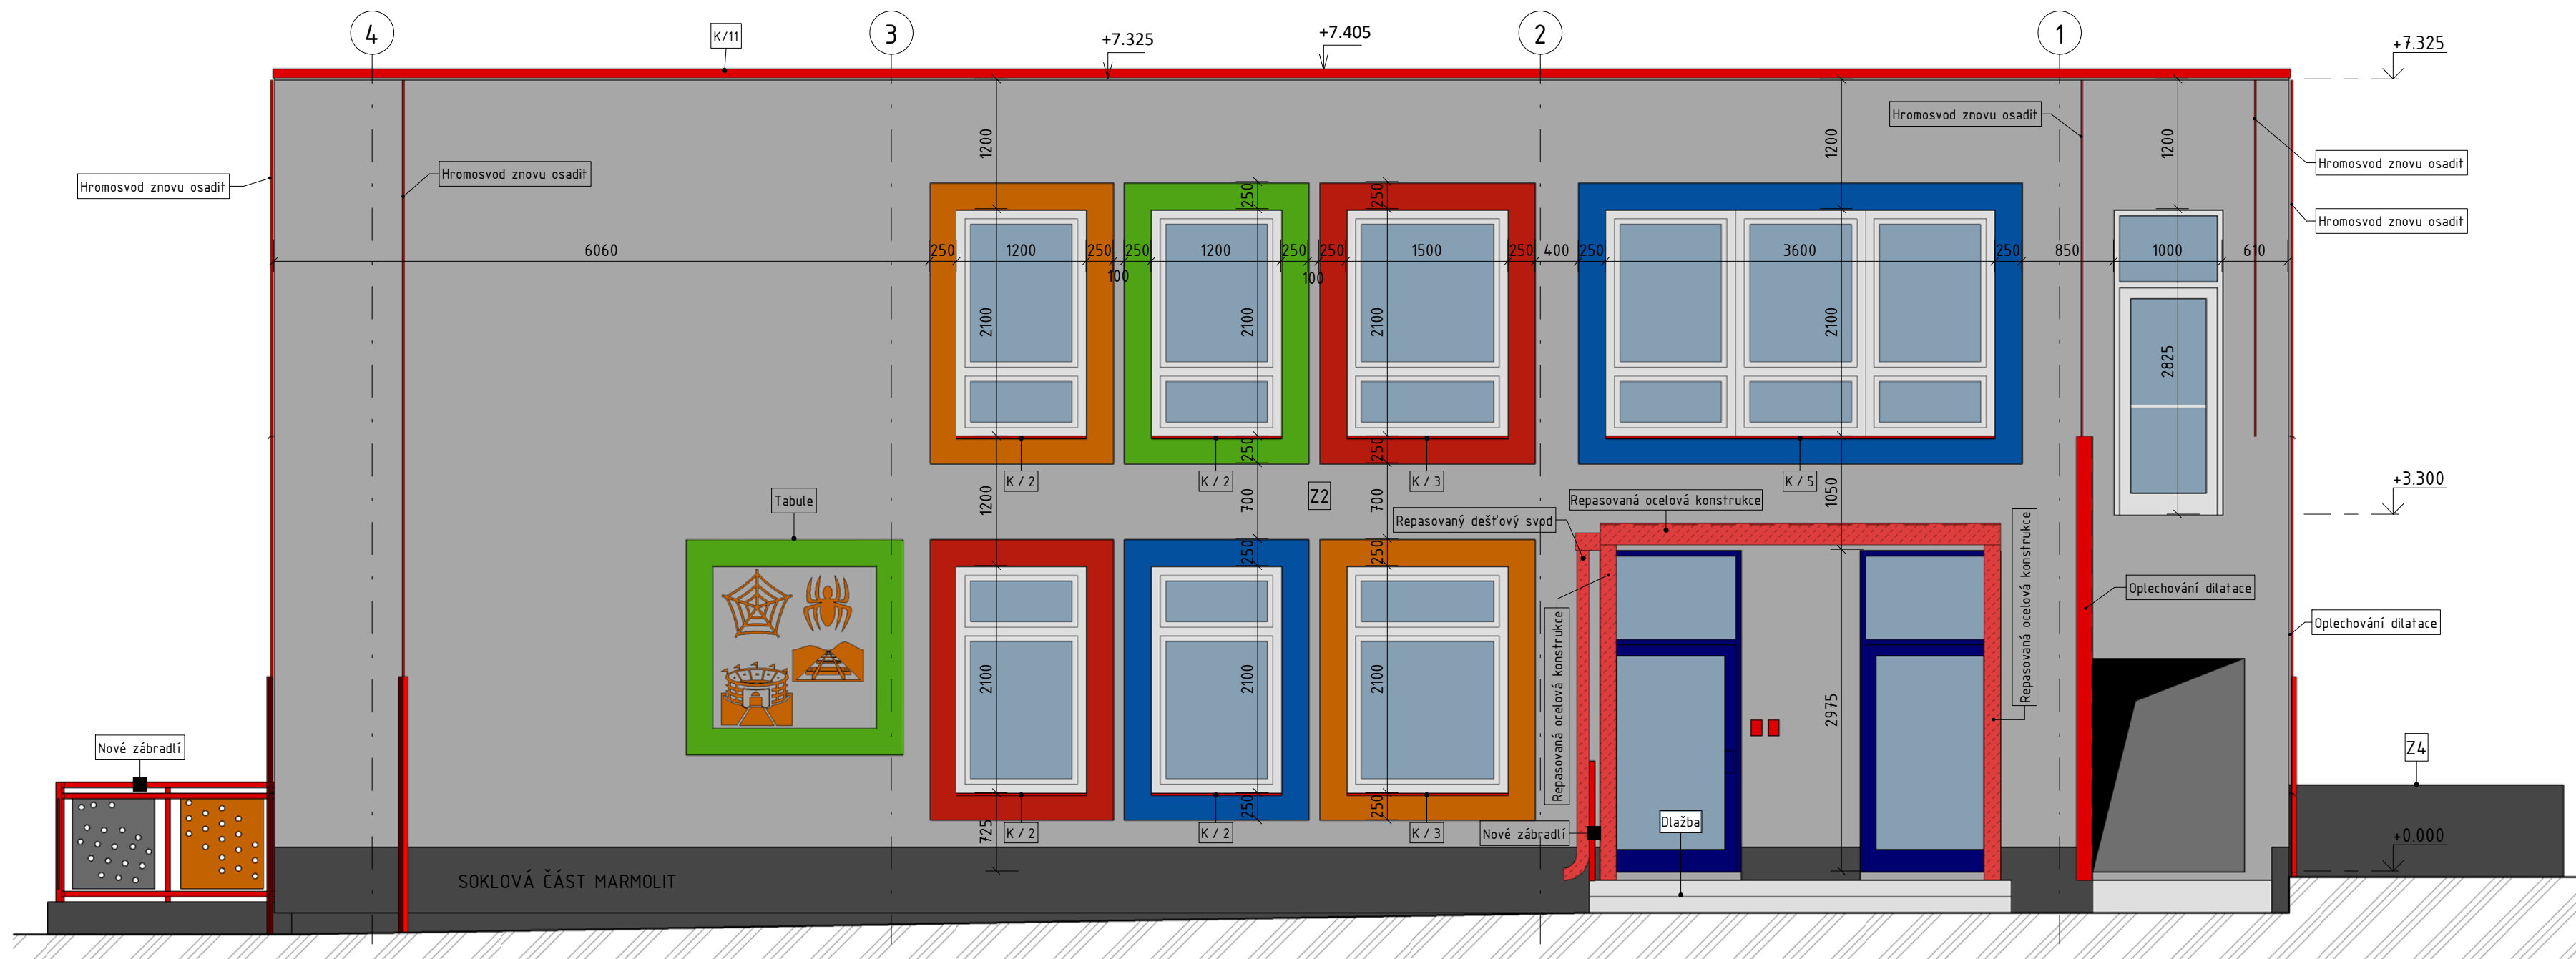 4
K/11
3
+7.325
+7.405
2
1
+7.325
Hromosvod znovu osadit
Hromosvod znovu osadit
Hromosvod znovu osadit
Hromosvod znovu osadit
Hromosvod znovu osadit
1200
1200
1200
250
250
6060
250
1200
250
100
250
1200
250
100
250
1500
250
400
250
3600
250
850
1000
610
2100
2100
2100
2100
2825
250
250
K / 2
K / 2
K / 3
K / 5
Z2
1200
700
700
1050
+3.300
Tabule
Repasovaný dešťový svod
Repasovaná ocelová konstrukce
Repasovaná ocelová konstrukce
Repasovaná ocelová konstrukce
250
250
Oplechování dilatace
Oplechování dilatace
2100
2100
2100
2975
Nové zábradlí
Z4
250
250
725
K / 2
K / 2
K / 3
Nové zábradlí
Dlažba
+0.000
SOKLOVÁ ČÁST MARMOLIT